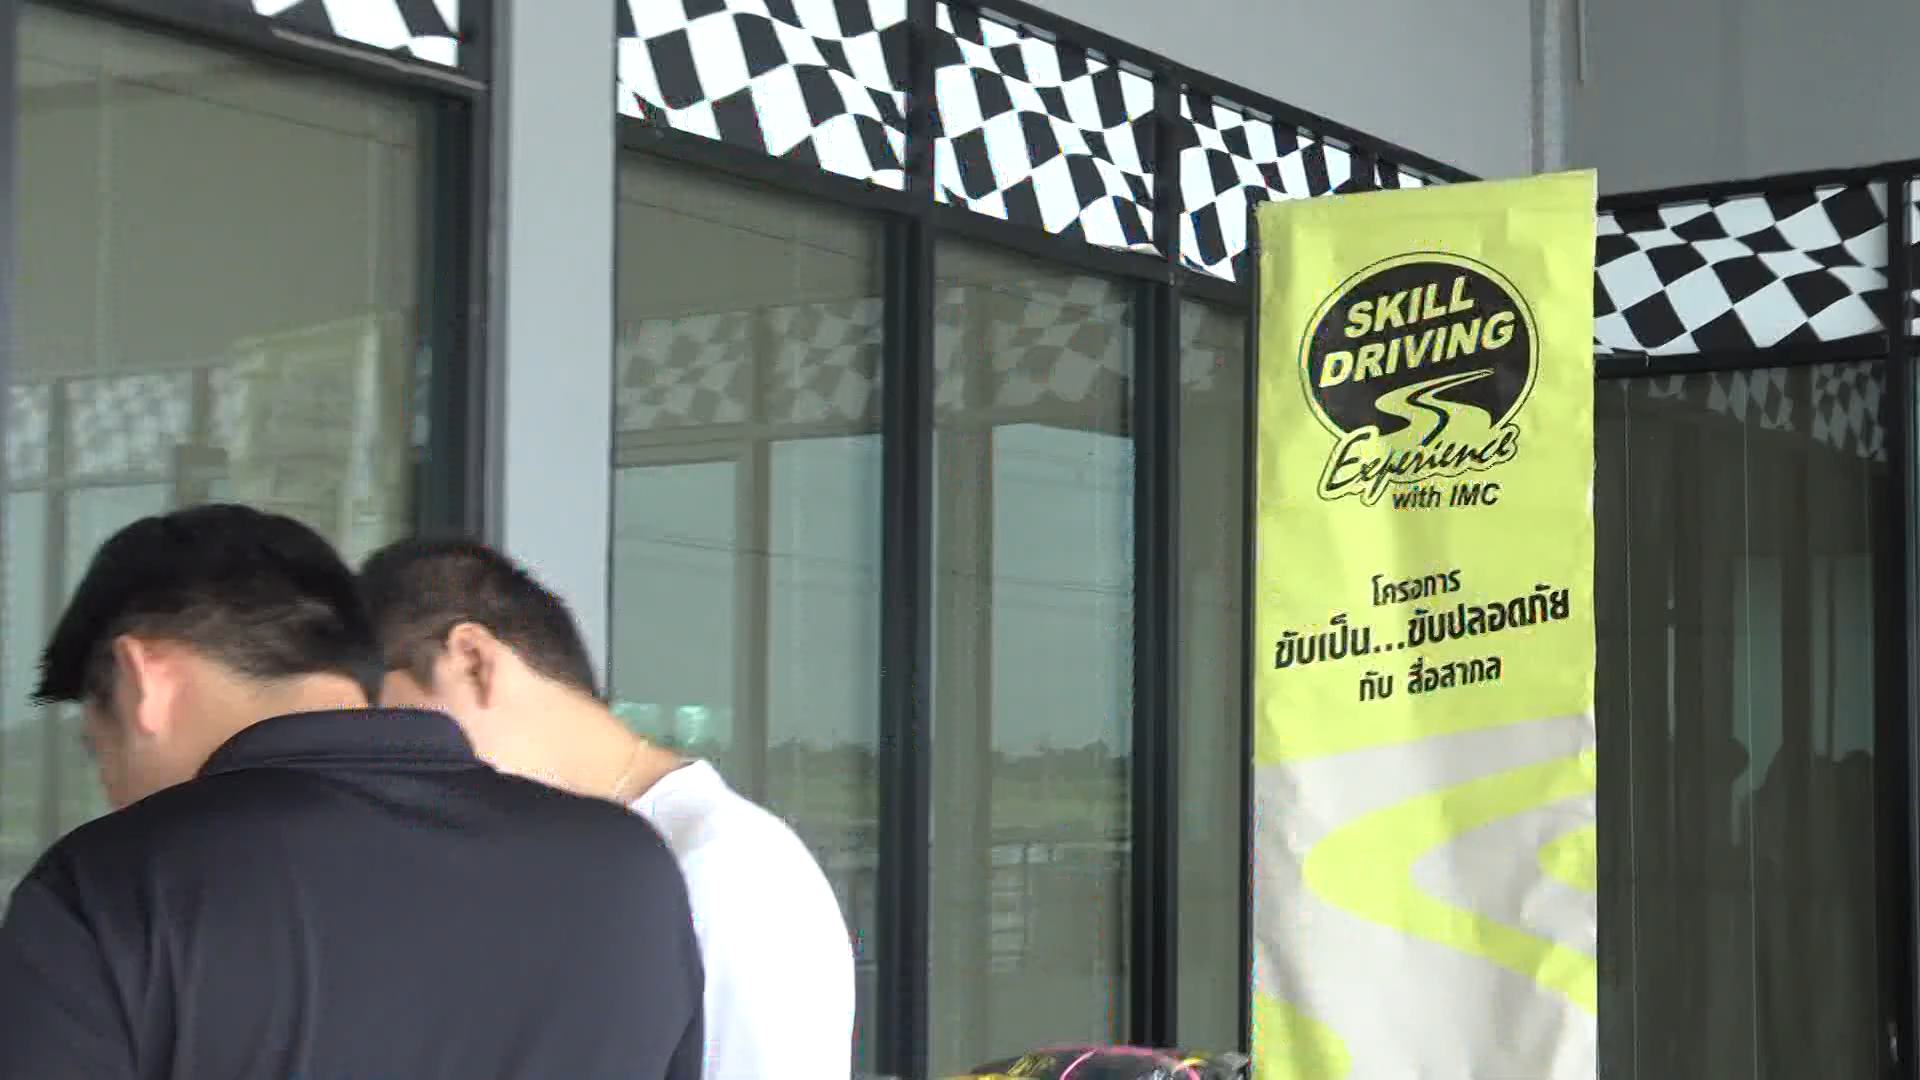 SKILL
DRIVING
Experience
with IMC
โครงการ
ขับเป็น...ขับปลอดภัย
กับ สื่อสากล